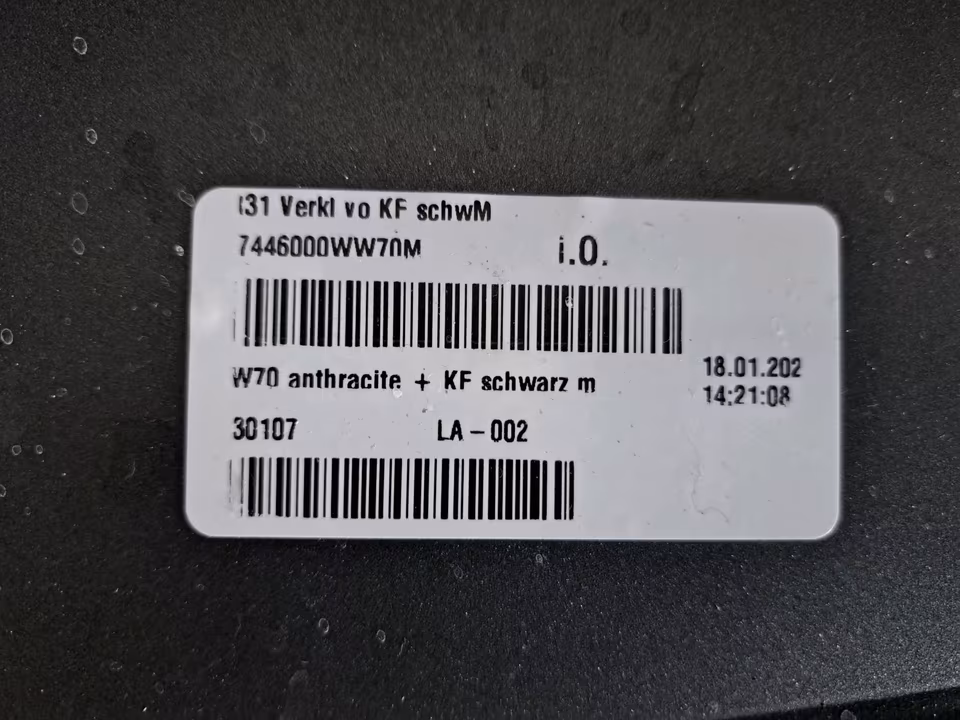 I31 Verkl vo KF schwM
7446000WW70M i.O.
W70 anthracite + KF schwarz m
18.01.202
14:21:08
30107 LA-002